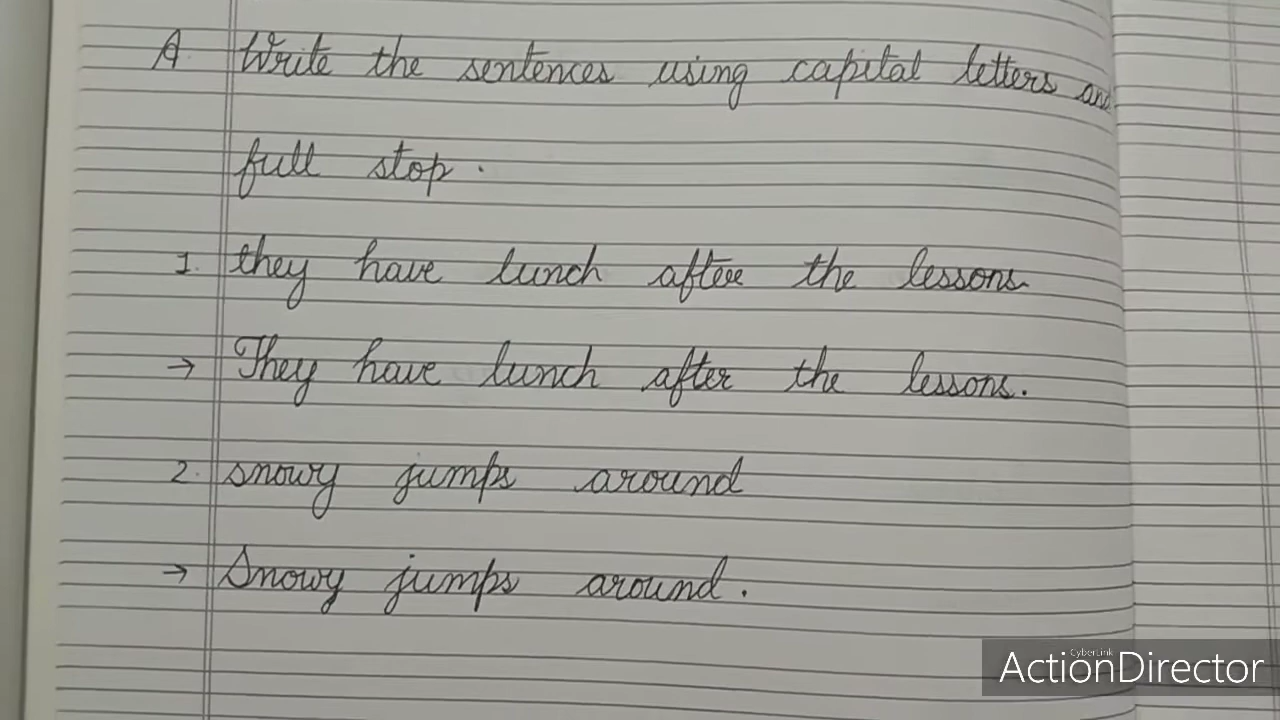 A. Write the sentences using capital letters and
full stop.
1. they have lunch after the lessons
→ They have lunch after the lessons.
2. snowy jumps around
→ Snowy jumps around.
CyberLink
ActionDirector